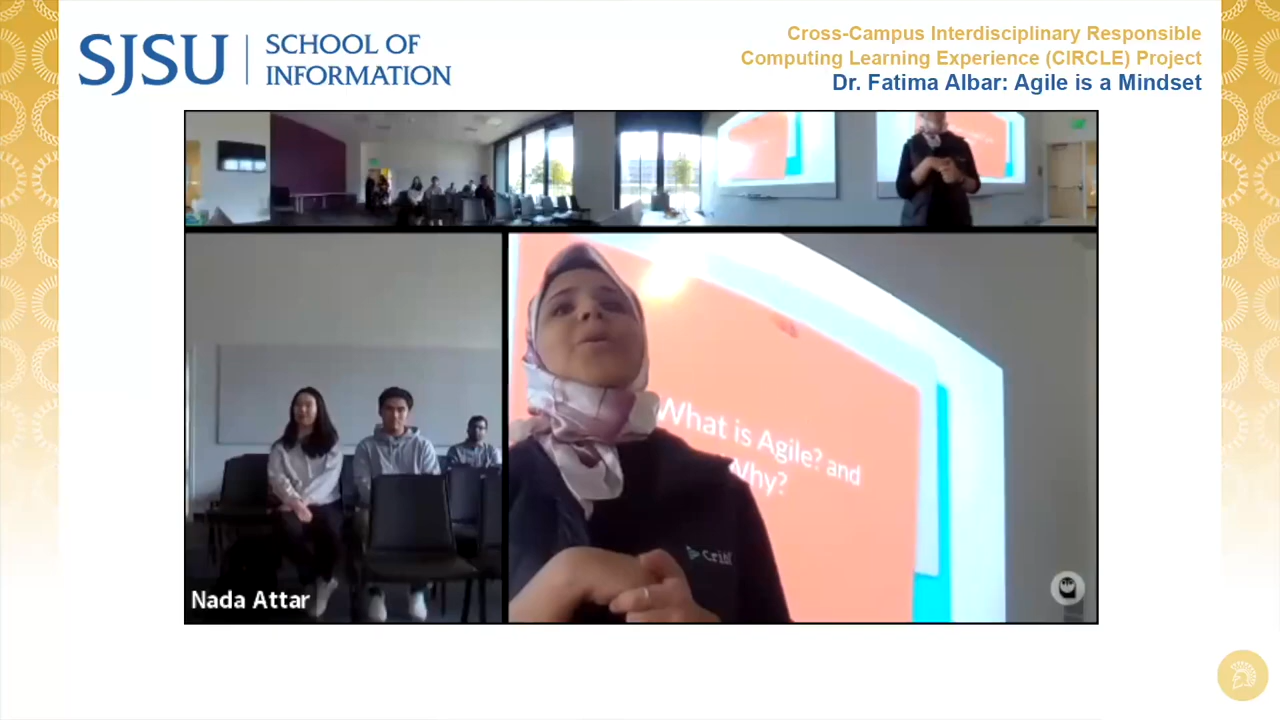 SJSU
SCHOOL OF
INFORMATION
Cross-Campus Interdisciplinary Responsible
Computing Learning Experience (CIRCLE) Project
Dr. Fatima Albar: Agile is a Mindset
What is Agile? and
Why?
Cribl
Nada Attar